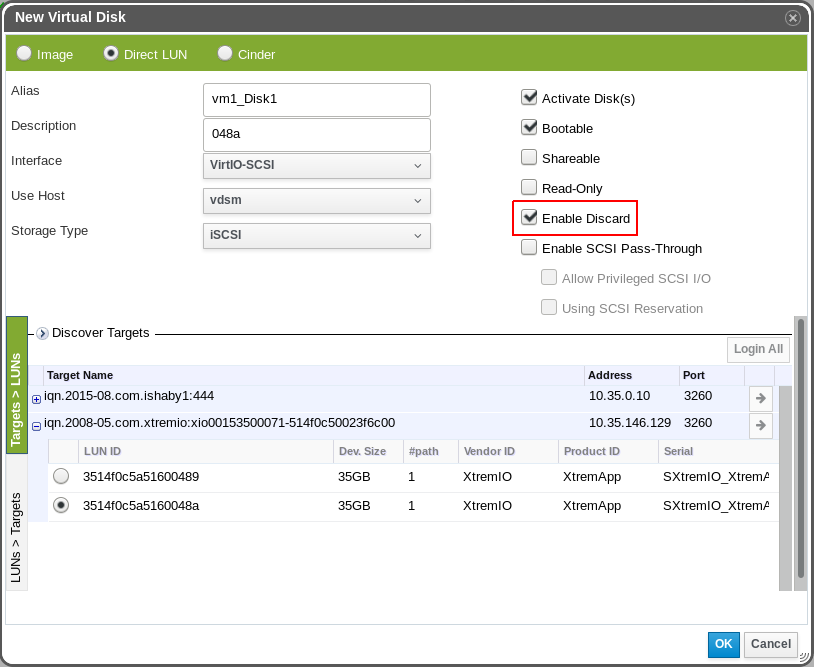 New Virtual Disk
Image Direct LUN Cinder
Alias vm1_Disk1
Description 048a
Interface VirtIO-SCSI
Use Host vdsm
Storage Type iSCSI
Activate Disk(s)
Bootable
Shareable
Read-Only
Enable Discard
Enable SCSI Pass-Through
Allow Privileged SCSI I/O
Using SCSI Reservation
Targets > LUNs
LUNs > Targets
Discover Targets
Login All
Target Name Address Port
iqn.2015-08.com.ishaby1:444 10.35.0.10 3260
iqn.2008-05.com.xtremio:xio00153500071-514f0c50023f6c00 10.35.146.129 3260
LUN ID Dev. Size #path Vendor ID Product ID Serial
3514f0c5a51600489 35GB 1 XtremIO XtremApp SXtremIO_XtremA
3514f0c5a5160048a 35GB 1 XtremIO XtremApp SXtremIO_XtremA
OK Cancel